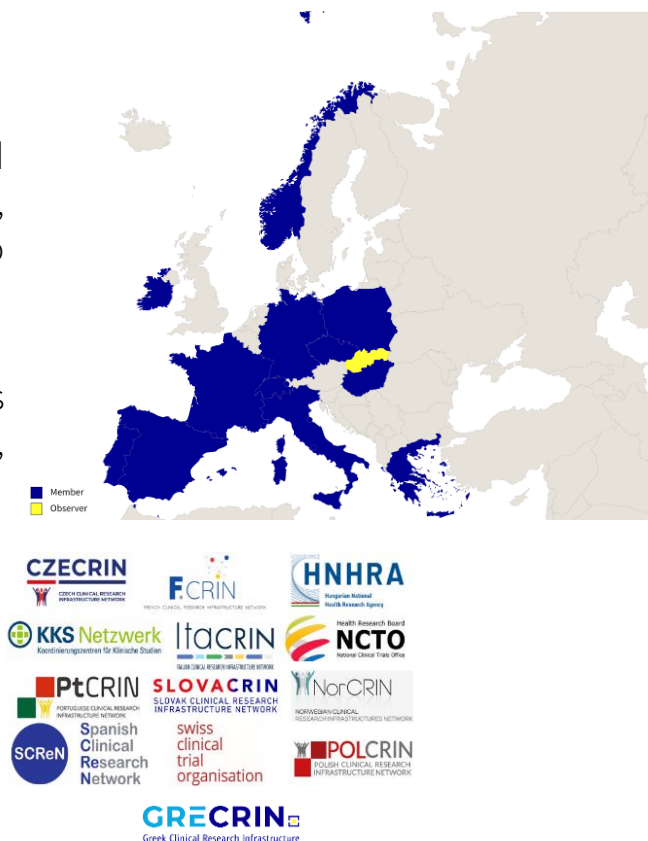 Member
Observer
CZECRIN
CZECH CLINICAL RESEARCH
INFRASTRUCTURE NETWORK
F.CRIN
FRENCH CLINICAL RESEARCH INFRASTRUCTURE NETWORK
HNHRA
Hungarian National
Health Research Agency
KKS Netzwerk
Koordinierungszentren für Klinische Studien
ItaCRIN
ITALIAN CLINICAL RESEARCH INFRASTRUCTURE NETWORK
Health Research Board
NCTO
National Clinical Trials Office
PtCRIN
PORTUGUESE CLINICAL RESEARCH
INFRASTRUCTURE NETWORK
SLOVACRIN
SLOVAK CLINICAL RESEARCH
INFRASTRUCTURE NETWORK
NorCRIN
NORWEGIAN CLINICAL
RESEARCH INFRASTRUCTURES NETWORK
SCReN
Spanish
Clinical
Research
Network
swiss
clinical
trial
organisation
POLCRIN
POLISH CLINICAL RESEARCH
INFRASTRUCTURE NETWORK
GRECRIN
Greek Clinical Research Infrastructure